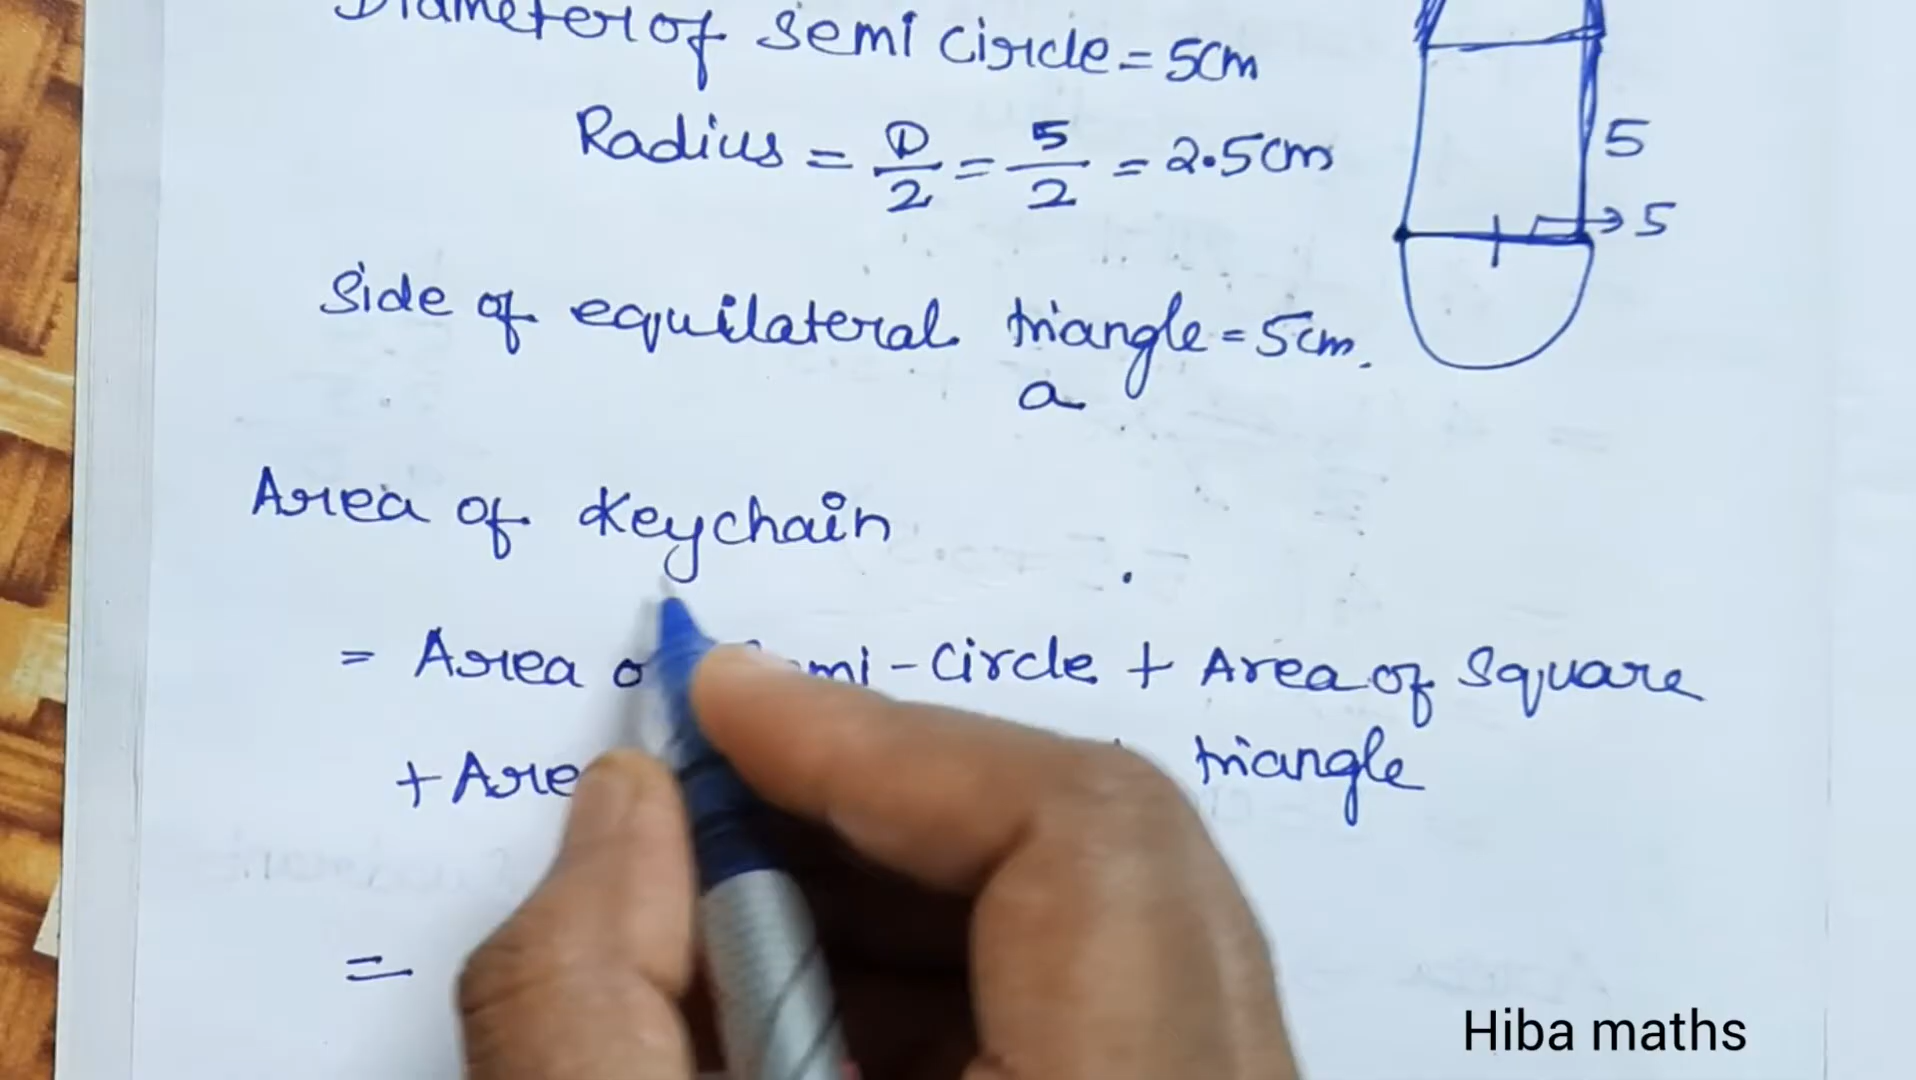 Diameter of Semi Circle = 5cm
Radius = D/2 = 5/2 = 2.5cm
5
5
Side of equilateral triangle = 5cm.
a
Area of Keychain
= Area - Circle + Area of Square
+ triangle
=
Hiba maths